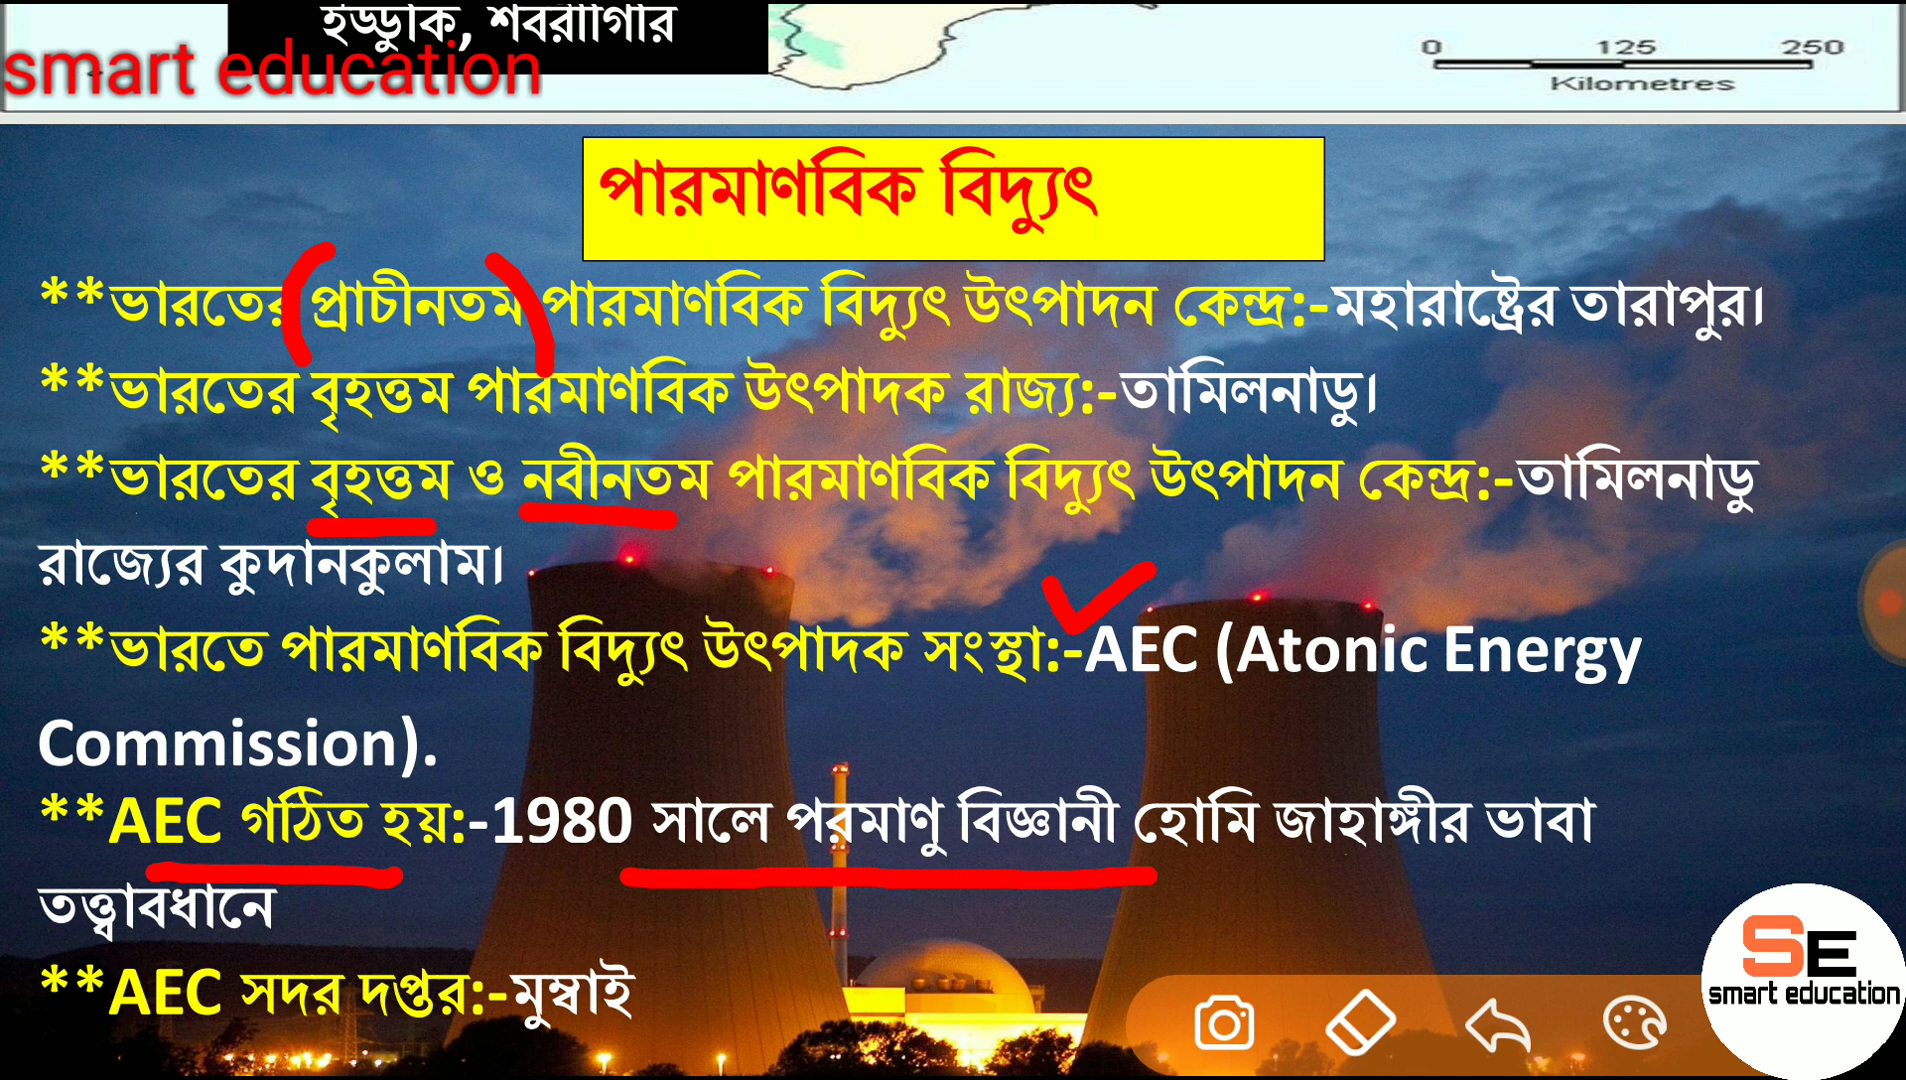 ইড্ডুকি, শবরীগিরি
smart education
0 125 250
Kilometres
পারমাণবিক বিদ্যুৎ
**ভারতের প্রাচীনতম পারমাণবিক বিদ্যুৎ উৎপাদন কেন্দ্র:-মহারাষ্ট্রের তারাপুর।
**ভারতের বৃহত্তম পারমাণবিক উৎপাদক রাজ্য:-তামিলনাড়ু।
**ভারতের বৃহত্তম ও নবীনতম পারমাণবিক বিদ্যুৎ উৎপাদন কেন্দ্র:-তামিলনাড়ু
রাজ্যের কুদানকুলাম।
**ভারতে পারমাণবিক বিদ্যুৎ উৎপাদক সংস্থা:-AEC (Atonic Energy
Commission).
**AEC গঠিত হয়:-1980 সালে পরমাণু বিজ্ঞানী হোমি জাহাঙ্গীর ভাবা
তত্ত্বাবধানে
**AEC সদর দপ্তর:-মুম্বাই
SE
smart education